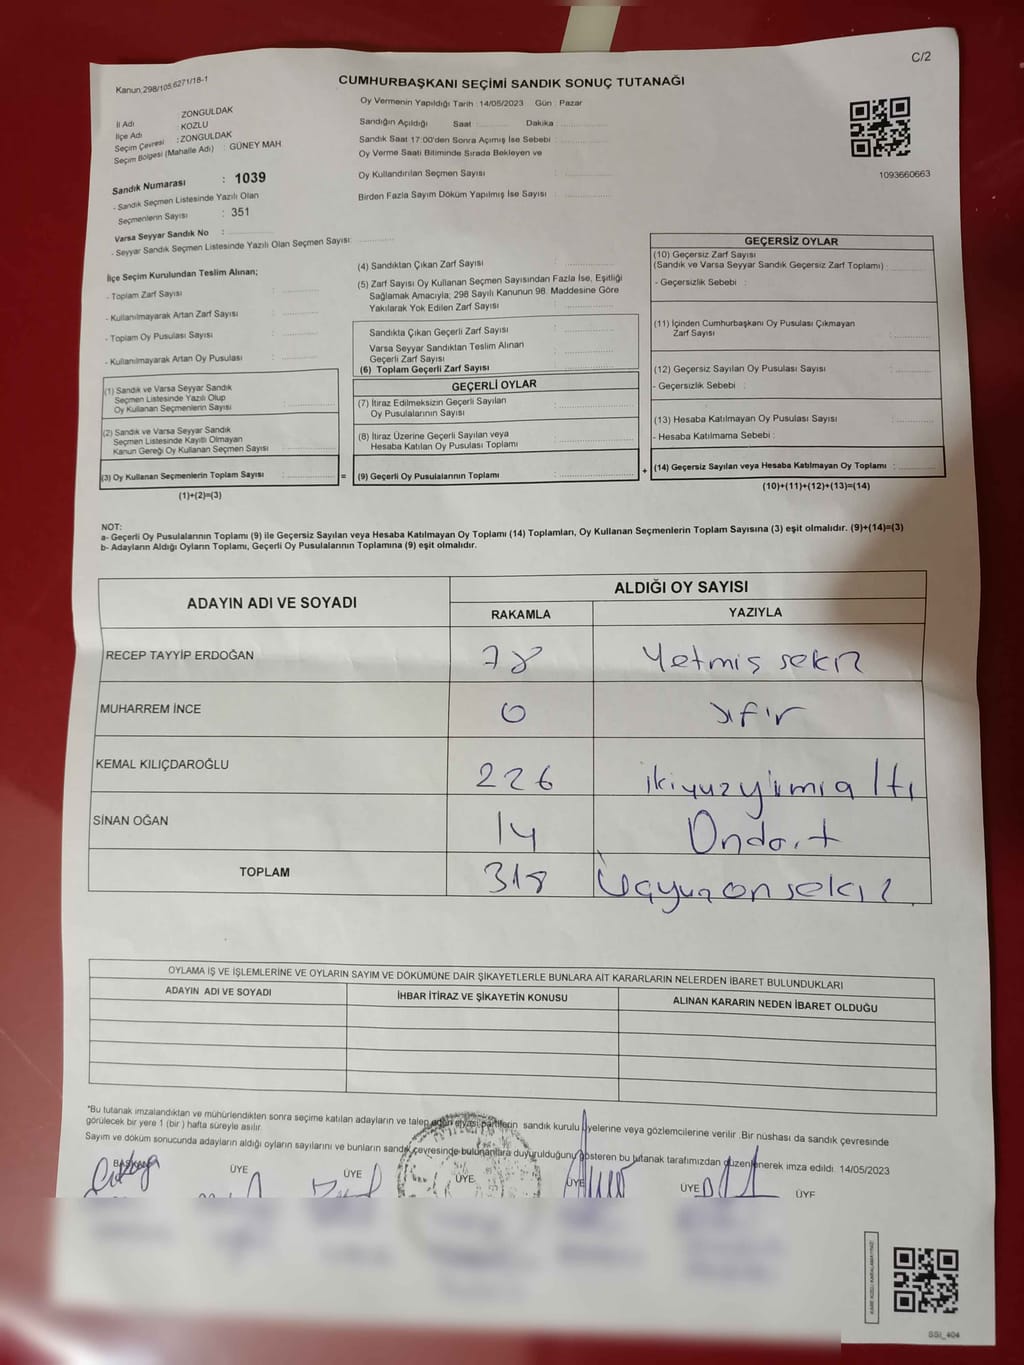 C/2
Kanun 298/105,6271/18-1
CUMHURBAŞKANI SEÇİMİ SANDIK SONUÇ TUTANAĞI
Oy Vermenin Yapıldığı Tarih : 14/05/2023 Gün : Pazar
İl Adı ZONGULDAK
İlçe Adı : KOZLU
Seçim Çevresi : ZONGULDAK
Seçim Bölgesi (Mahalle Adı) : GÜNEY MAH
Sandık Numarası : 1039
- Sandık Seçmen Listesinde Yazılı Olan
Seçmenlerin Sayısı : 351
Varsa Seyyar Sandık No :
- Seyyar Sandık Seçmen Listesinde Yazılı Olan Seçmen Sayısı:
Sandığın Açıldığı Saat : Dakika :
Sandık Saat 17:00'den Sonra Açımış İse Sebebi :
Oy Verme Saati Bitiminde Sırada Bekleyen ve
Oy Kullandırılan Seçmen Sayısı :
Birden Fazla Sayım Döküm Yapılmış İse Sayısı :
1093660663
İlçe Seçim Kurulundan Teslim Alınan;
- Toplam Zarf Sayısı :
- Kullanılmayarak Artan Zarf Sayısı :
- Toplam Oy Pusulası Sayısı :
- Kullanılmayarak Artan Oy Pusulası :
(1) Sandık ve Varsa Seyyar Sandık
Seçmen Listesinde Yazılı Olup
Oy Kullanan Seçmenlerin Sayısı :
(2) Sandık ve Varsa Seyyar Sandık
Seçmen Listesinde Kayıtlı Olmayan
Kanun Gereği Oy Kullanan Seçmen Sayısı :
(3) Oy Kullanan Seçmenlerin Toplam Sayısı : =
(1)+(2)=(3)
(4) Sandıktan Çıkan Zarf Sayısı :
(5) Zarf Sayısı Oy Kullanan Seçmen Sayısından Fazla İse, Eşitliği
Sağlamak Amacıyla; 298 Sayılı Kanunun 98. Maddesine Göre
Yakılarak Yok Edilen Zarf Sayısı :
Sandıkta Çıkan Geçerli Zarf Sayısı :
Varsa Seyyar Sandıktan Teslim Alınan
Geçerli Zarf Sayısı :
(6) Toplam Geçerli Zarf Sayısı :
GEÇERLİ OYLAR
(7) İtiraz Edilmeksizin Geçerli Sayılan
Oy Pusulalarının Sayısı :
(8) İtiraz Üzerine Geçerli Sayılan veya
Hesaba Katılan Oy Pusulası Toplamı :
(9) Geçerli Oy Pusulalarının Toplamı : +
GEÇERSİZ OYLAR
(10) Geçersiz Zarf Sayısı
(Sandık ve Varsa Seyyar Sandık Geçersiz Zarf Toplamı) :
- Geçersizlik Sebebi :
(11) İçinden Cumhurbaşkanı Oy Pusulası Çıkmayan
Zarf Sayısı :
(12) Geçersiz Sayılan Oy Pusulası Sayısı :
- Geçersizlik Sebebi :
(13) Hesaba Katılmayan Oy Pusulası Sayısı :
- Hesaba Katılmama Sebebi :
(14) Geçersiz Sayılan veya Hesaba Katılmayan Oy Toplamı :
(10)+(11)+(12)+(13)=(14)
NOT:
a- Geçerli Oy Pusulalarının Toplamı (9) ile Geçersiz Sayılan veya Hesaba Katılmayan Oy Toplamı (14) Toplamları, Oy Kullanan Seçmenlerin Toplam Sayısına (3) eşit olmalıdır. (9)+(14)=(3)
b- Adayların Aldığı Oyların Toplamı, Geçerli Oy Pusulalarının Toplamına (9) eşit olmalıdır.
ADAYIN ADI VE SOYADI ALDIĞI OY SAYISI
RAKAMLA YAZIYLA
RECEP TAYYİP ERDOĞAN 78 Yetmiş sekiz
MUHARREM İNCE 0 sıfır
KEMAL KILIÇDAROĞLU 226 ikiyuzyirmi altı
SİNAN OĞAN 14 Ondört
TOPLAM 318 Üçyuzonsekiz
OYLAMA İŞ VE İŞLEMLERİNE VE OYLARIN SAYIM VE DÖKÜMÜNE DAİR ŞİKAYETLERLE BUNLARA AİT KARARLARIN NELERDEN İBARET BULUNDUKLARI
ADAYIN ADI VE SOYADI İHBAR İTİRAZ VE ŞİKAYETİN KONUSU ALINAN KARARIN NEDEN İBARET OLDUĞU
*Bu tutanak imzalandıktan ve mühürlendikten sonra seçime katılan adayların ve talep eden siyasi partilerin sandık kurulu üyelerine veya gözlemcilerine verilir. Bir nüshası da sandık çevresinde
görülecek bir yere 1 (bir) hafta süreyle asılır.
Sayım ve döküm sonucunda adayların aldığı oyların sayılarını ve bunların sandık çevresinde bulunanlara duyurulduğunu gösteren bu tutanak tarafımızdan düzenlenerek imza edildi. 14/05/2023
BAŞKAN ÜYE ÜYE ÜYE ÜYE ÜYE ÜYE
SSI_404